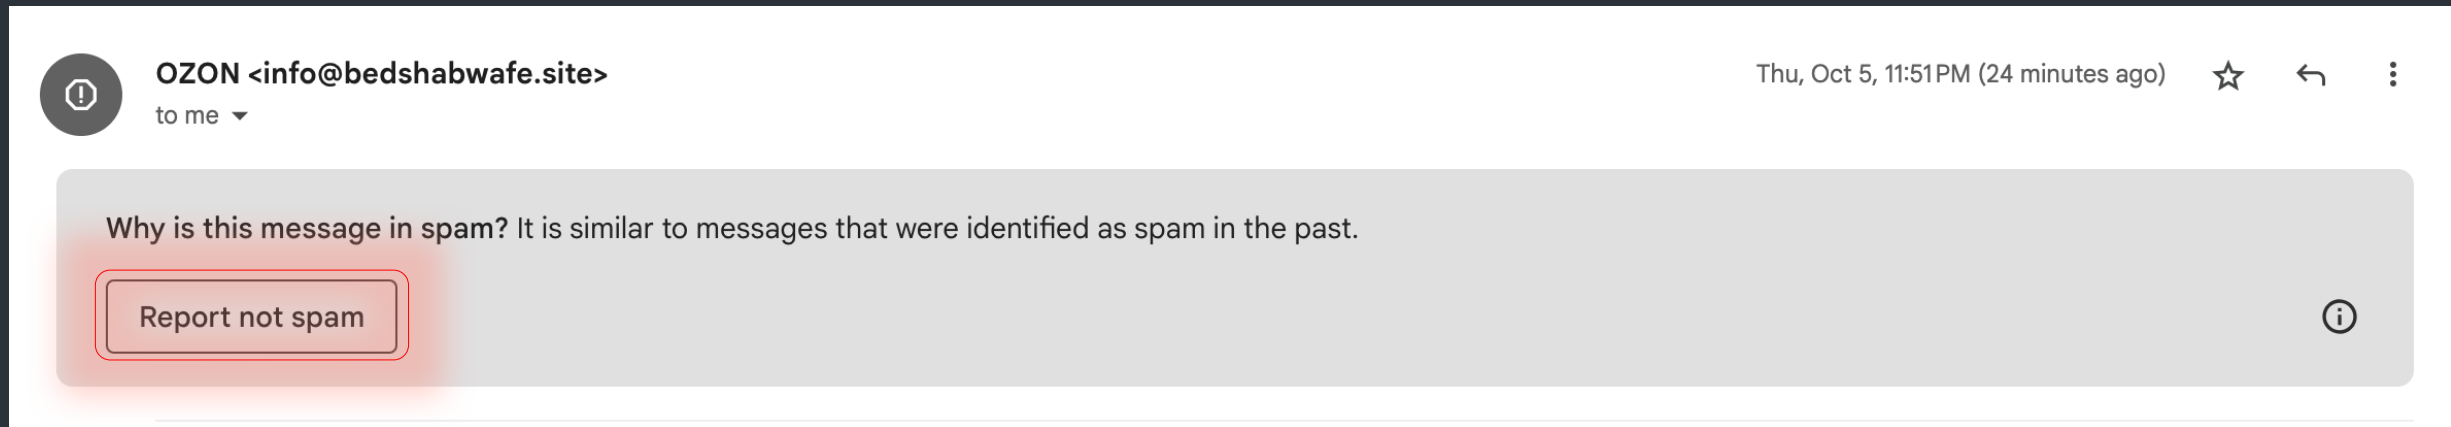 OZON <info@bedshabwafe.site>
Thu, Oct 5, 11:51 PM (24 minutes ago)
to me
Why is this message in spam? It is similar to messages that were identified as spam in the past.
Report not spam